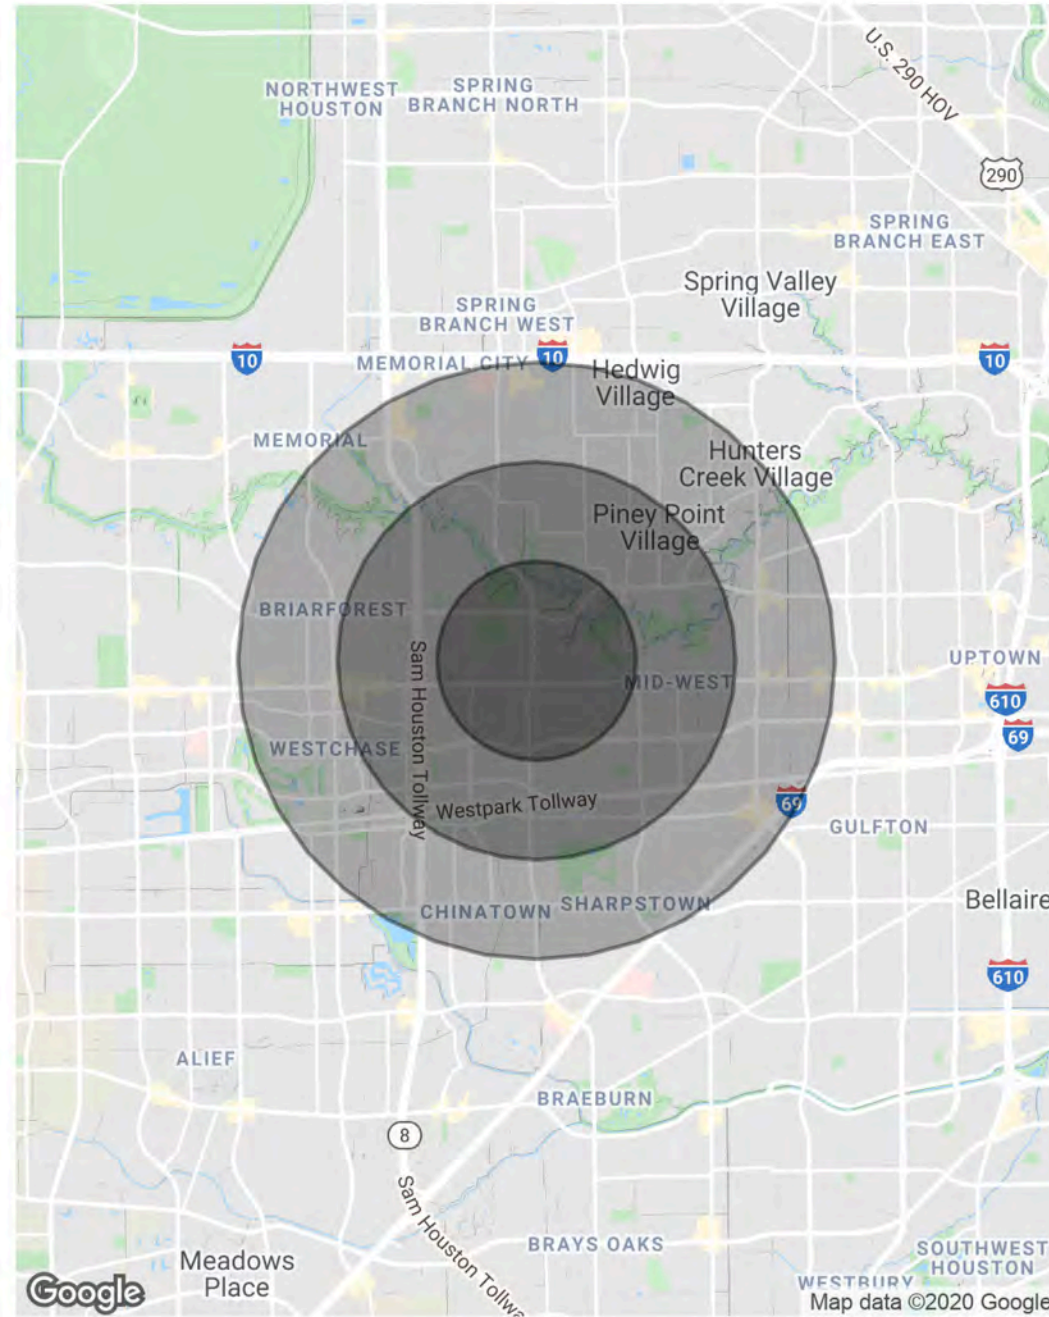 U.S. 290 HOV
NORTHWEST
HOUSTON
SPRING
BRANCH NORTH
290
SPRING
BRANCH EAST
Spring Valley
Village
SPRING
BRANCH WEST
10
MEMORIAL CITY
10
10
Hedwig
Village
MEMORIAL
Hunters
Creek Village
Piney Point
Village
BRIARFOREST
Sam Houston Tollway
UPTOWN
MID-WEST
610
69
WESTCHASE
Westpark Tollway
69
GULFTON
Bellaire
CHINATOWN
SHARPSTOWN
610
ALIEF
BRAEBURN
8
Sam Houston Tollwa
BRAYS OAKS
SOUTHWEST
HOUSTON
Meadows
Place
WESTBURY
Google
Map data ©2020 Google